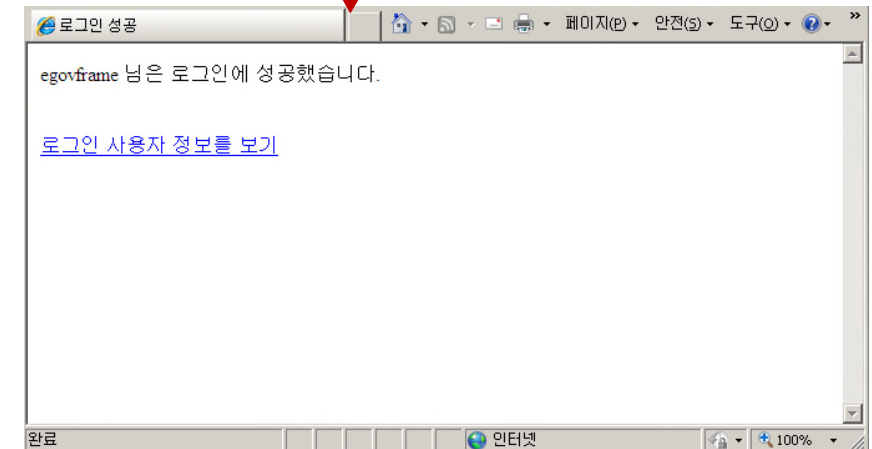 로그인 성공
페이지(P) 안전(S) 도구(O) »
egovframe 님은 로그인에 성공했습니다.
로그인 사용자 정보를 보기
완료 인터넷 100%